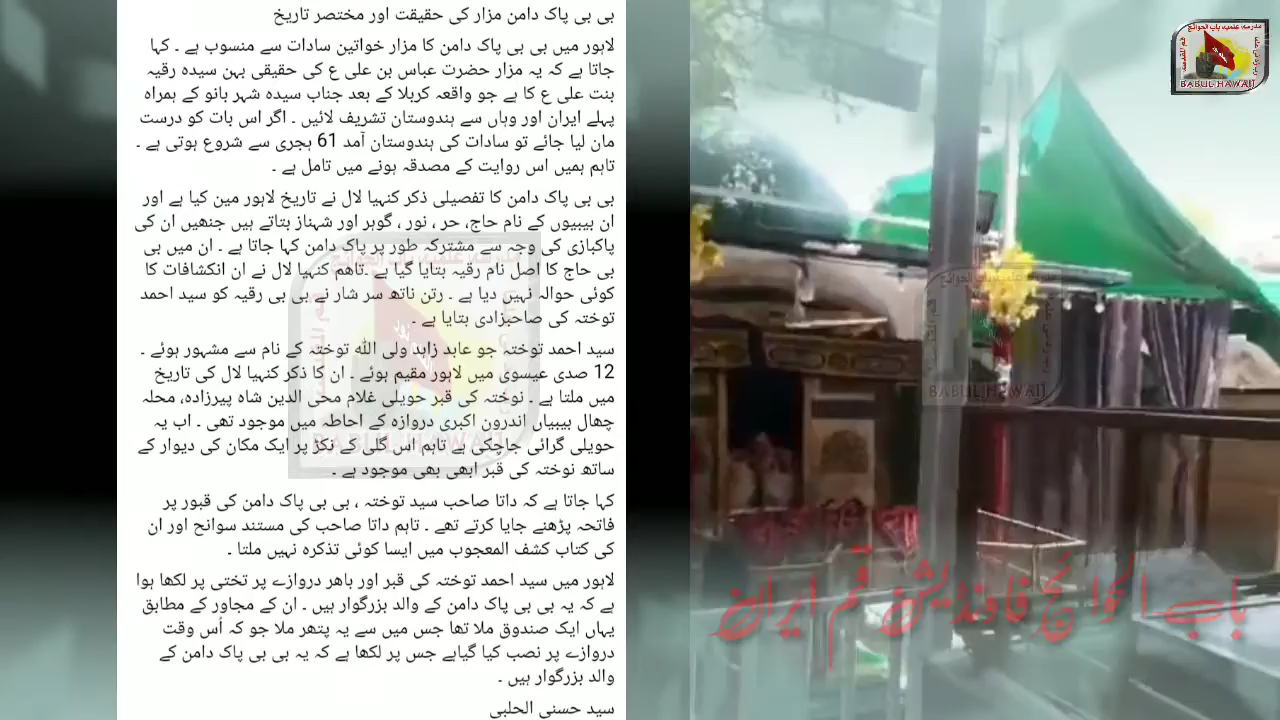 بی بی پاک دامن مزار کی حقیقت اور مختصر تاریخ
لاہور میں بی بی پاک دامن کا مزار خواتین سادات سے منسوب ہے ۔ کہا
جاتا ہے کہ یہ مزار حضرت عباس بن علی ع کی حقیقی بہن سیدہ رقیہ
بنت علی ع کا ہے جو واقعہ کربلا کے بعد جناب سیدہ شہر بانو کے ہمراہ
پہلے ایران اور وہاں سے ہندوستان تشریف لائیں ۔ اگر اس بات کو درست
مان لیا جائے تو سادات کی ہندوستان آمد 61 ہجری سے شروع ہوتی ہے ۔
تاہم ہمیں اس روایت کے مصدقہ ہونے میں تامل ہے ۔
بی بی پاک دامن کا تفصیلی ذکر کنہیا لال نے تاریخ لاہور مین کیا ہے اور
ان بیبیوں کے نام حاج، حر ، نور ، گوہر اور شہناز بتاتے ہیں جنھیں ان کی
پاکبازی کی وجہ سے مشترکہ طور پر پاک دامن کہا جاتا ہے ۔ ان میں بی
بی حاج کا اصل نام رقیہ بتایا گیا ہے ۔تاھم کنہیا لال نے ان انکشافات کا
کوئی حوالہ نہیں دیا ہے ۔ رتن ناتھ سر شار نے بی بی رقیہ کو سید احمد
توختہ کی صاحبزادی بتایا ہے ۔
سید احمد توختہ جو عابد زاہد ولی اللہ توختہ کے نام سے مشہور ہوئے ۔
12 صدی عیسوی میں لاہور مقیم ہوئے ۔ ان کا ذکر کنہیا لال کی تاریخ
میں ملتا ہے ۔ نوختہ کی قبر حویلی غلام محی الدین شاہ پیرزادہ، محلہ
چھال بیبیاں اندرون اکبری دروازہ کے احاطہ میں موجود تھی ۔ اب یہ
حویلی گرائی جاچکی ہے تاہم اس گلی کے نکڑ پر ایک مکان کی دیوار کے
ساتھ نوختہ کی قبر ابھی بھی موجود ہے ۔
کہا جاتا ہے کہ داتا صاحب سید توختہ ، بی بی پاک دامن کی قبور پر
فاتحہ پڑھنے جایا کرتے تھے ۔ تاہم داتا صاحب کی مستند سوانح اور ان
کی کتاب کشف المعجوب میں ایسا کوئی تذکرہ نہیں ملتا ۔
لاہور میں سید احمد توختہ کی قبر اور باھر دروازے پر تختی پر لکھا ہوا
ہے کہ یہ بی بی پاک دامن کے والد بزرگوار ہیں ۔ ان کے مجاور کے مطابق
یہاں ایک صندوق ملا تھا جس میں سے یہ پتھر ملا جو کہ اُس وقت
دروازے پر نصب کیا گیاہے جس پر لکھا ہے کہ یہ بی بی پاک دامن کے
والد بزرگوار ہیں ۔
سید حسنی الحلبی
مدرسہ علمیہ باب الحوائج
BABUL HAWAIJ
باب الحوائج فاونڈیشن قم ایران